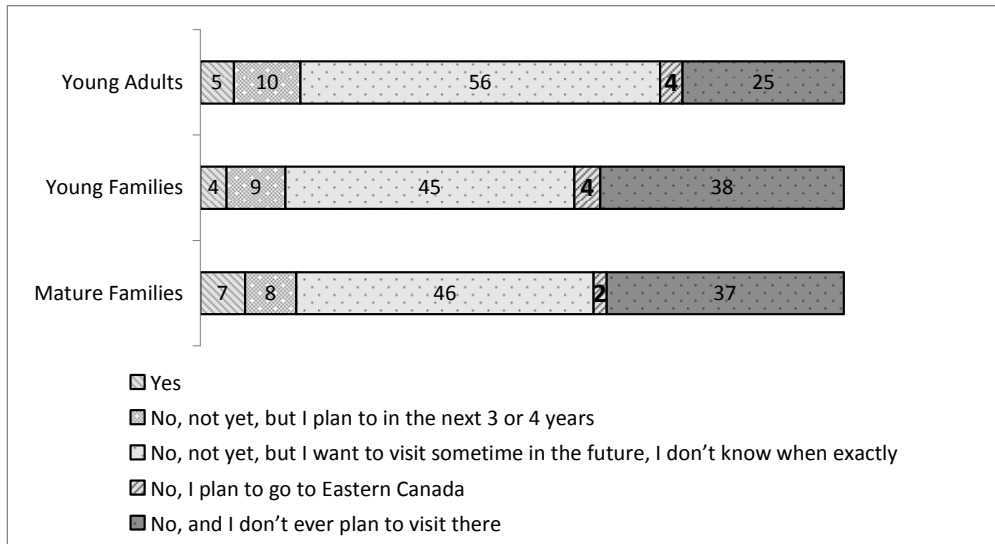 Young Adults 5 10 56 4 25
Young Families 4 9 45 4 38
Mature Families 7 8 46 2 37
Yes
No, not yet, but I plan to in the next 3 or 4 years
No, not yet, but I want to visit sometime in the future, I don't know when exactly
No, I plan to go to Eastern Canada
No, and I don't ever plan to visit there